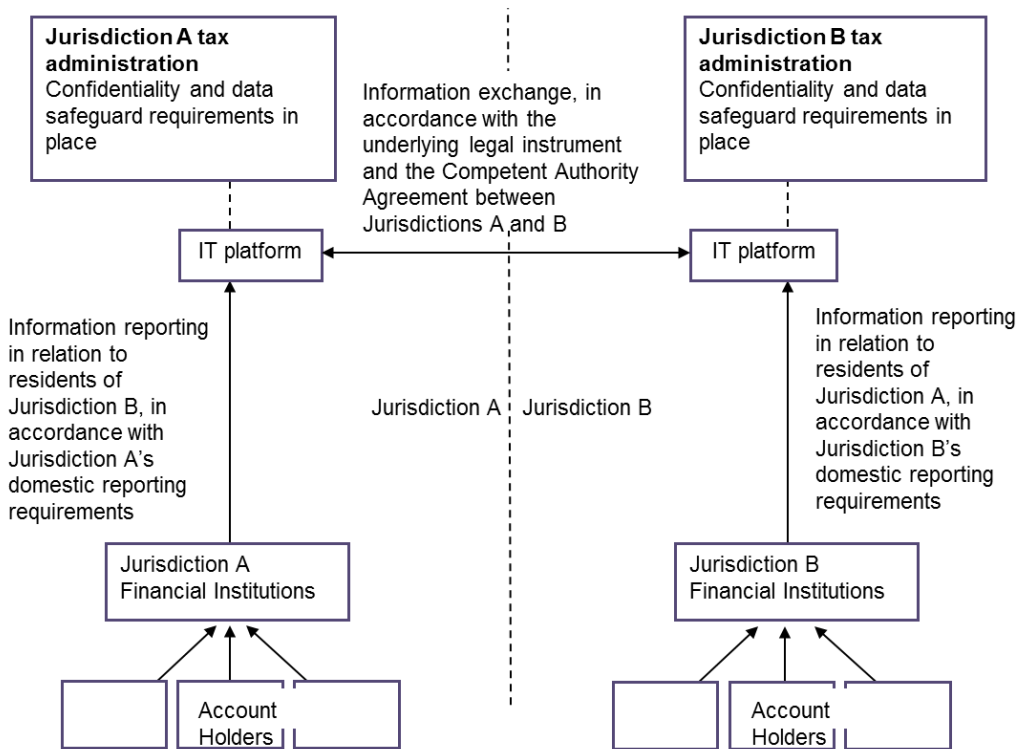 Jurisdiction A tax
administration
Confidentiality and data
safeguard requirements in
place
Jurisdiction B tax
administration
Confidentiality and data
safeguard requirements in
place
Information exchange, in
accordance with the
underlying legal instrument
and the Competent Authority
Agreement between
Jurisdictions A and B
IT platform
IT platform
Information reporting
in relation to
residents of
Jurisdiction B, in
accordance with
Jurisdiction A’s
domestic reporting
requirements
Jurisdiction A
Jurisdiction B
Information reporting
in relation to
residents of
Jurisdiction A, in
accordance with
Jurisdiction B’s
domestic reporting
requirements
Jurisdiction A
Financial Institutions
Jurisdiction B
Financial Institutions
Account
Holders
Account
Holders